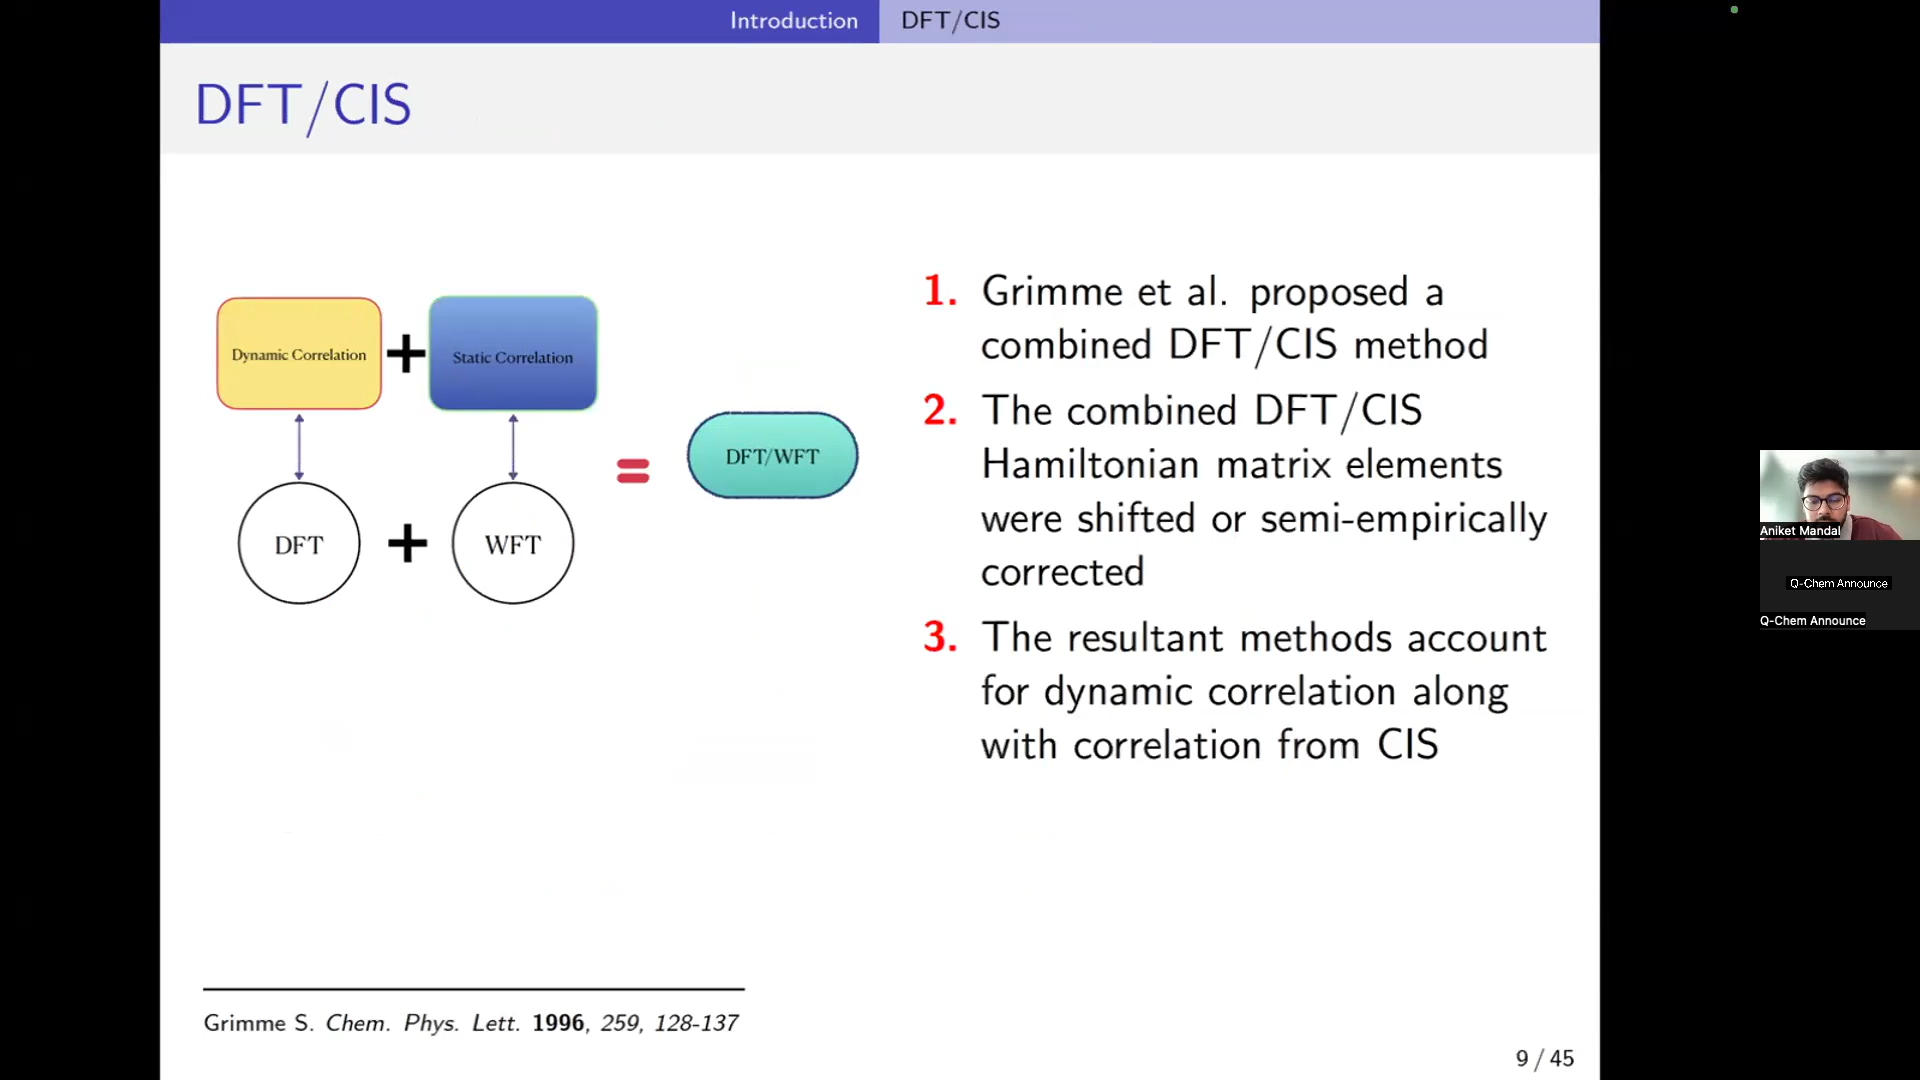 Introduction
DFT/CIS
DFT/CIS
Dynamic Correlation
+
Static Correlation
DFT
+
WFT
=
DFT/WFT
1. Grimme et al. proposed a
combined DFT/CIS method
2. The combined DFT/CIS
Hamiltonian matrix elements
were shifted or semi-empirically
corrected
3. The resultant methods account
for dynamic correlation along
with correlation from CIS
Grimme S. Chem. Phys. Lett. 1996, 259, 128-137
9 / 45
Aniket Mandal
Q-Chem Announce
Q-Chem Announce